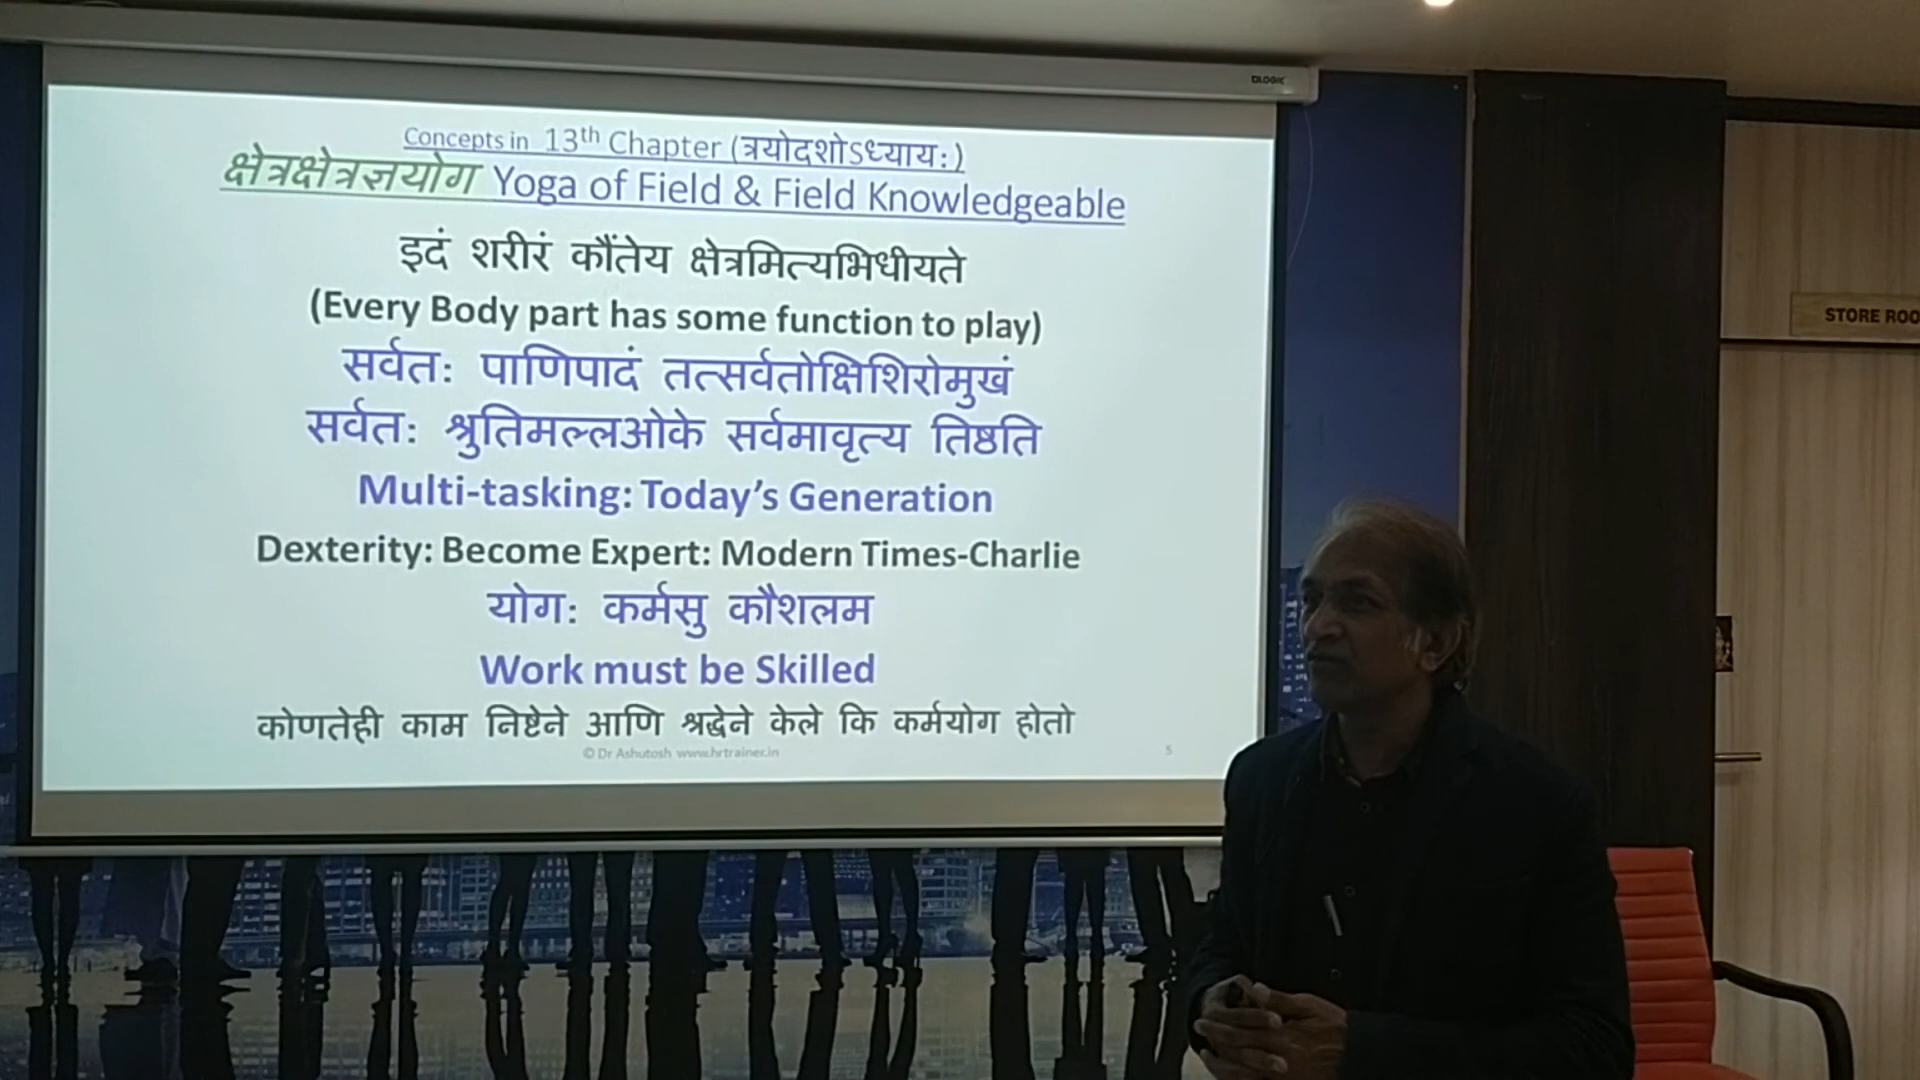 DLOGIC
Concepts in 13th Chapter (त्रयोदशोऽध्याय:)
क्षेत्रक्षेत्रज्ञयोग Yoga of Field & Field Knowledgeable
इदं शरीरं कौंतेय क्षेत्रमित्यभिधीयते
(Every Body part has some function to play)
सर्वत: पाणिपादं तत्सर्वतोक्षिशिरोमुखं
सर्वत: श्रुतिमल्लओके सर्वमावृत्य तिष्ठति
Multi-tasking: Today's Generation
Dexterity: Become Expert: Modern Times-Charlie
योग: कर्मसु कौशलम
Work must be Skilled
कोणतेही काम निष्टेने आणि श्रद्धेने केले कि कर्मयोग होतो
© Dr Ashutosh www.hrtrainer.in
5
STORE ROO